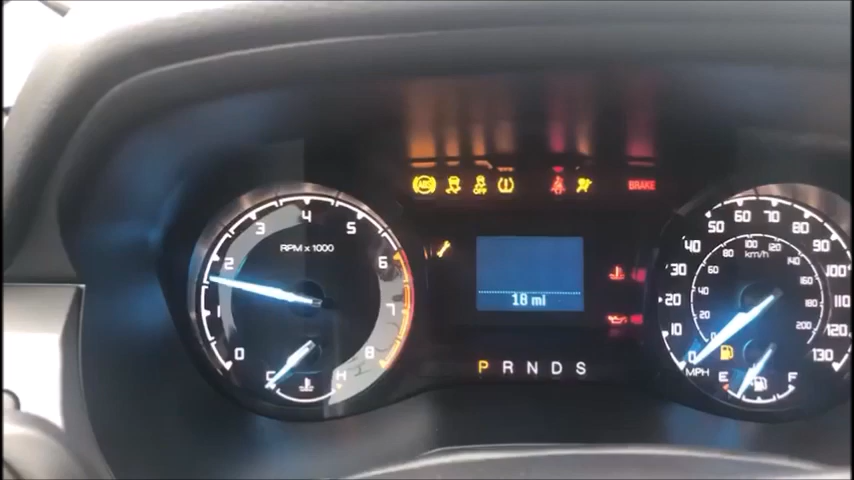 ABS
OFF
BRAKE
0 1 2 3 4 5 6 7 8
RPM x 1000
C H
18 mi
P R N D S
0 10 20 30 40 50 60 70 80 90 100 110 120 130
MPH
20 40 60 80 100 120 140 160 180 200
km/h
E F